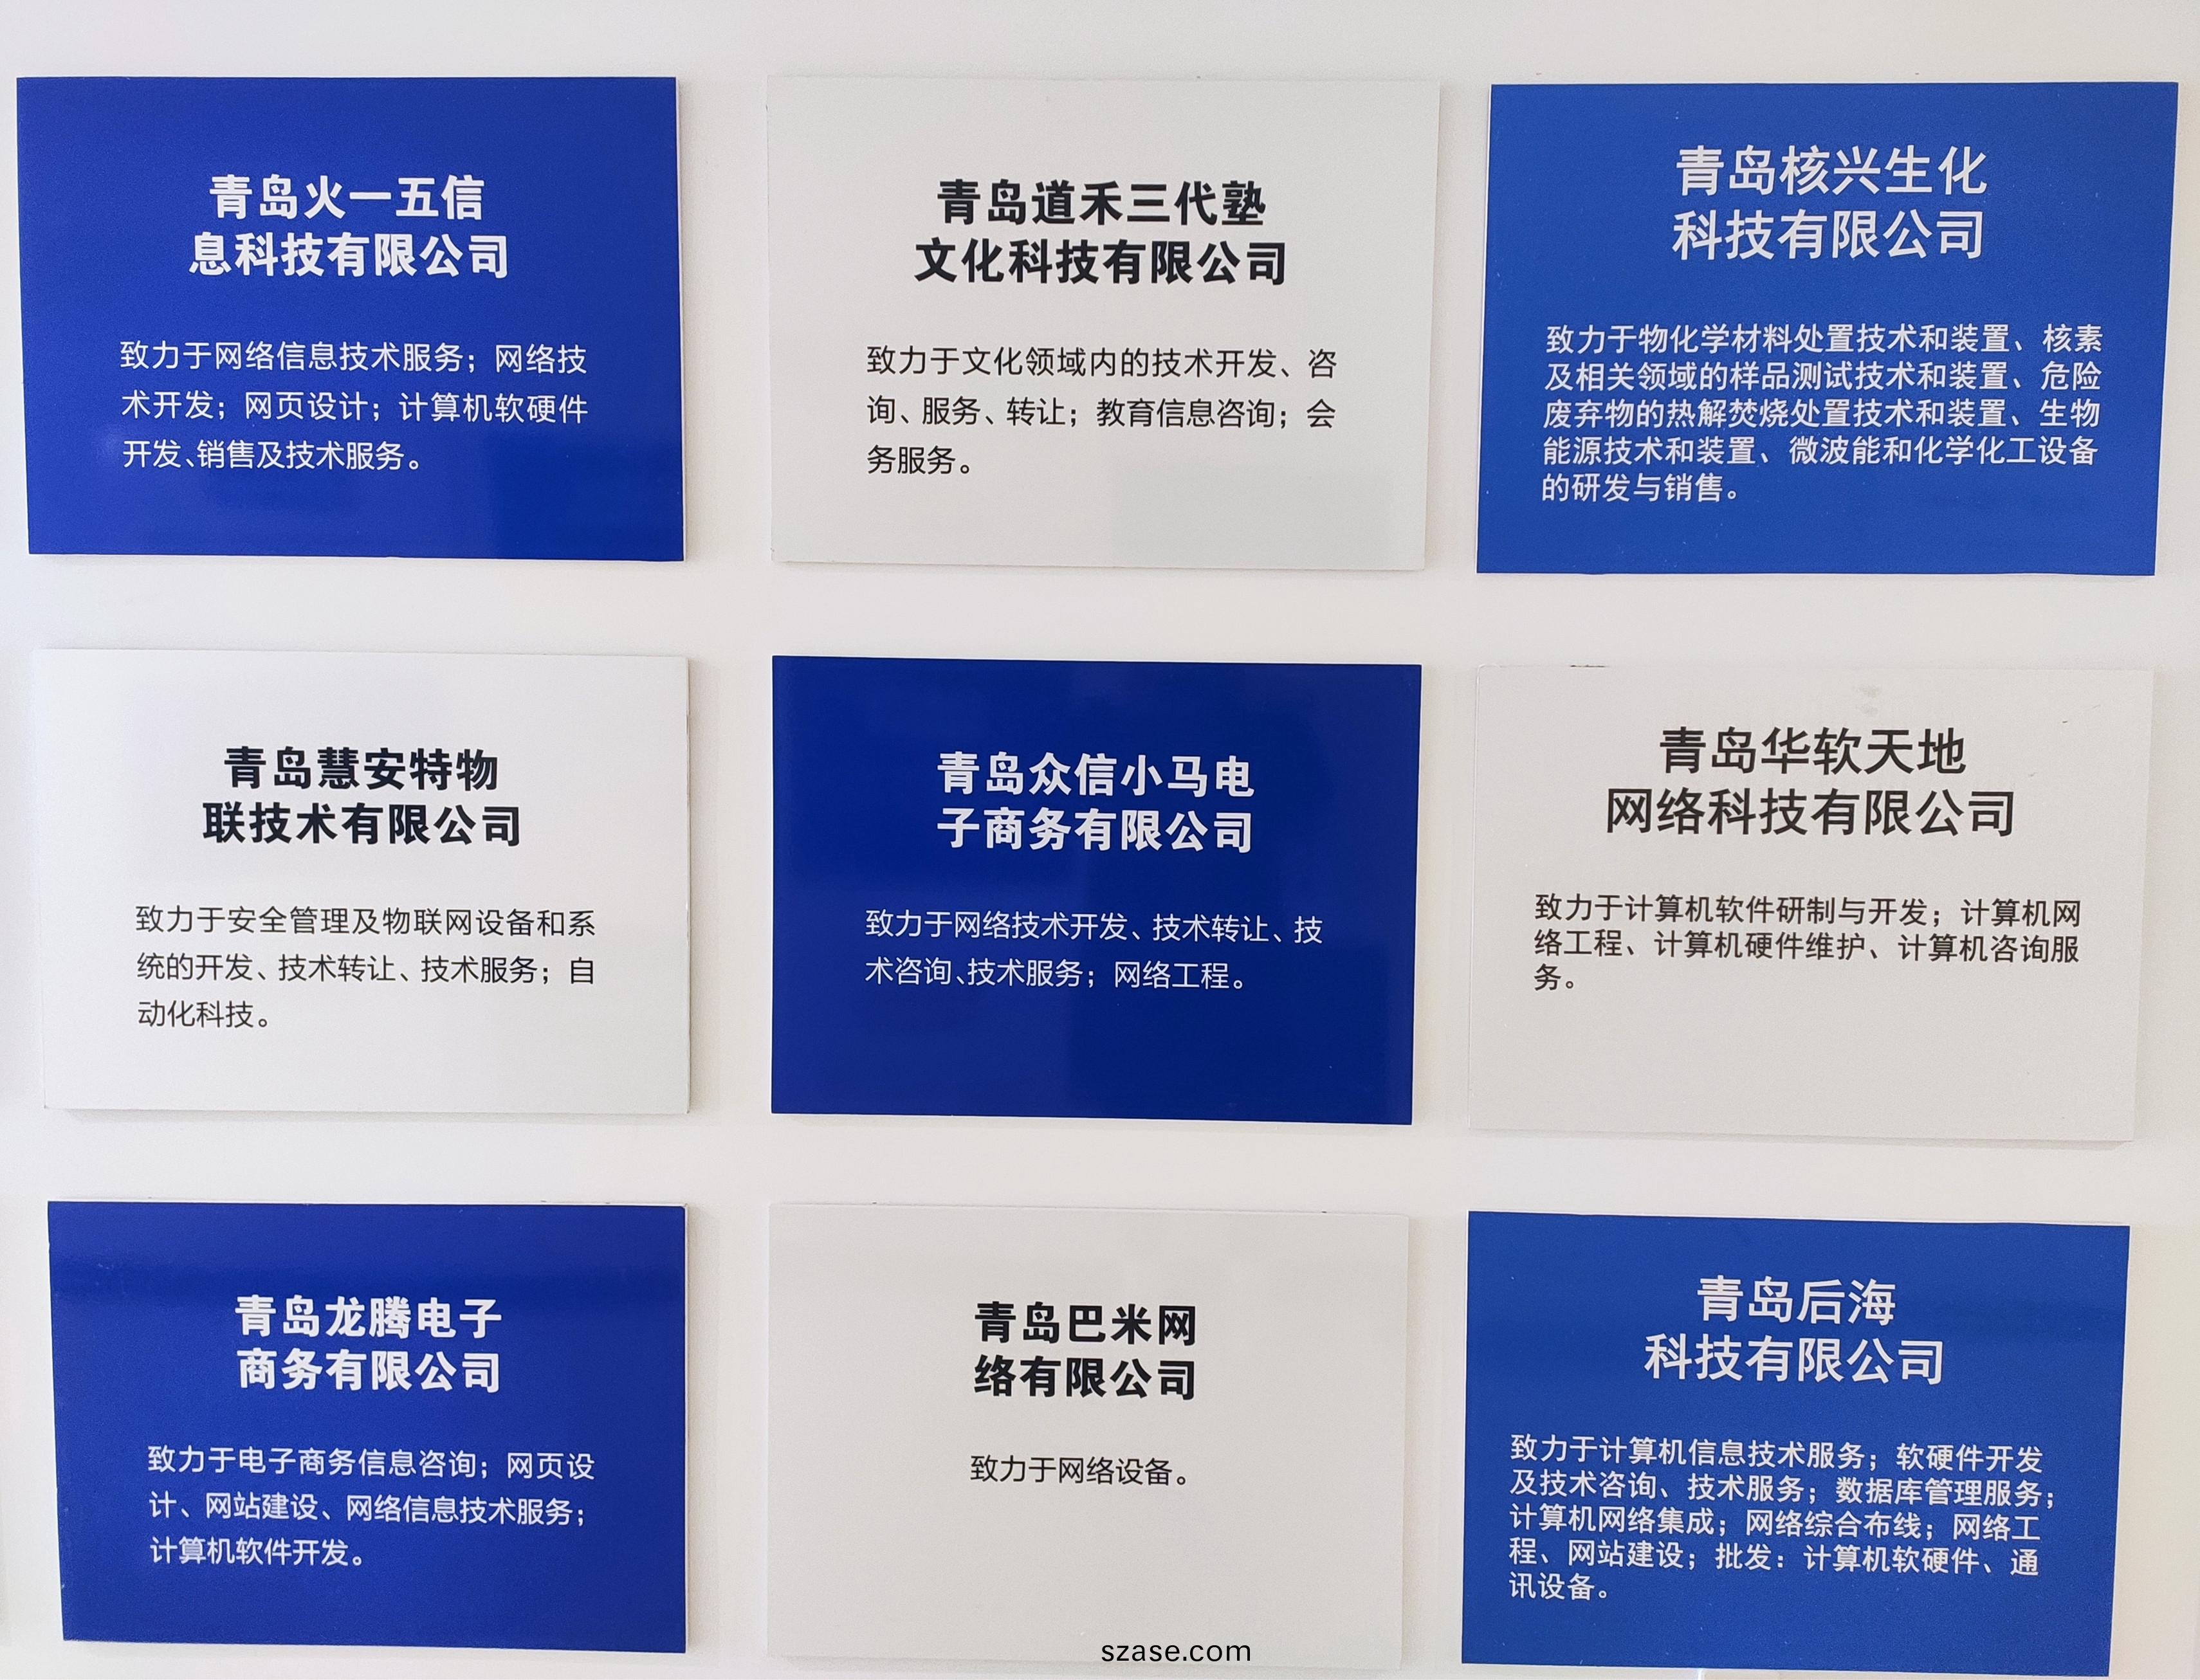 青岛火一五信
息科技有限公司
致力于网络信息技术服务；网络技
术开发；网页设计；计算机软硬件
开发、销售及技术服务。
青岛道禾三代塾
文化科技有限公司
致力于文化领域内的技术开发、咨
询、服务、转让；教育信息咨询；会
务服务。
青岛核兴生化
科技有限公司
致力于物化学材料处置技术和装置、核素
及相关领域的样品测试技术和装置、危险
废弃物的热解焚烧处置技术和装置、生物
能源技术和装置、微波能和化学化工设备
的研发与销售。
青岛慧安特物
联技术有限公司
致力于安全管理及物联网设备和系
统的开发、技术转让、技术服务；自
动化科技。
青岛众信小马电
子商务有限公司
致力于网络技术开发、技术转让、技
术咨询、技术服务；网络工程。
青岛华软天地
网络科技有限公司
致力于计算机软件研制与开发；计算机网
络工程、计算机硬件维护、计算机咨询服
务。
青岛龙腾电子
商务有限公司
致力于电子商务信息咨询；网页设
计、网站建设、网络信息技术服务；
计算机软件开发。
青岛巴米网
络有限公司
致力于网络设备。
青岛后海
科技有限公司
致力于计算机信息技术服务；软硬件开发
及技术咨询、技术服务；数据库管理服务；
计算机网络集成；网络综合布线；网络工
程、网站建设；批发：计算机软硬件、通
讯设备。
szase.com